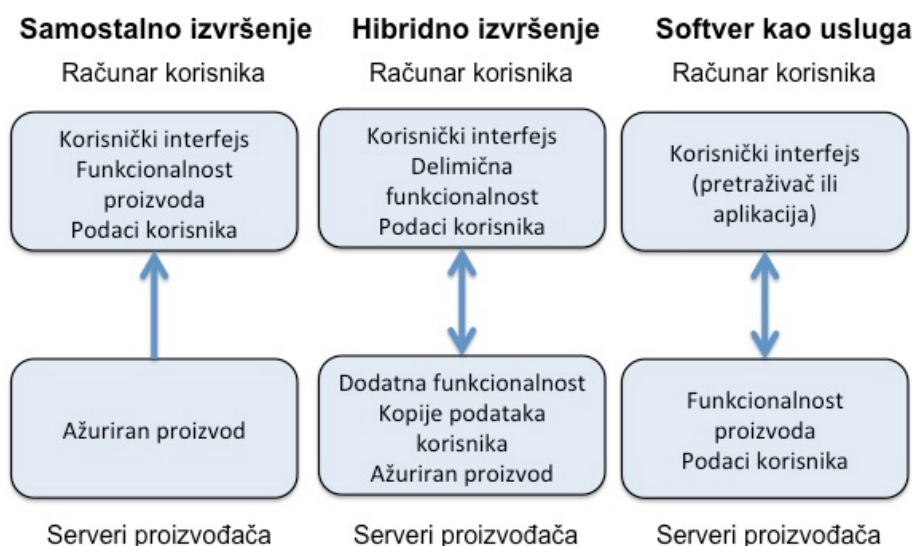 Samostalno izvršenje
Računar korisnika
Korisnički interfejs
Funkcionalnost
proizvoda
Podaci korisnika
Ažuriran proizvod
Serveri proizvođača
Hibridno izvršenje
Računar korisnika
Korisnički interfejs
Delimična
funkcionalnost
Podaci korisnika
Dodatna funkcionalnost
Kopije podataka
korisnika
Ažuriran proizvod
Serveri proizvođača
Softver kao usluga
Računar korisnika
Korisnički interfejs
(pretraživač ili
aplikacija)
Funkcionalnost
proizvoda
Podaci korisnika
Serveri proizvođača